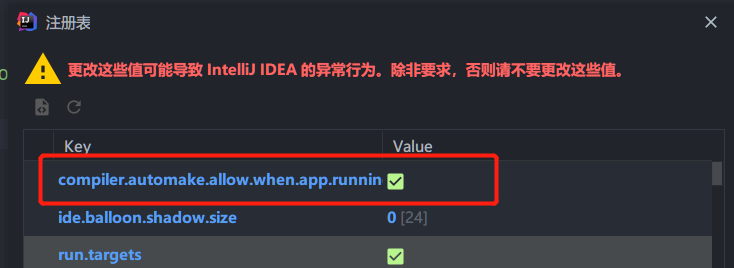 注册表
更改这些值可能导致 IntelliJ IDEA 的异常行为。除非要求，否则请不要更改这些值。
Key Value
compiler.automake.allow.when.app.runnin
ide.balloon.shadow.size 0 [24]
run.targets